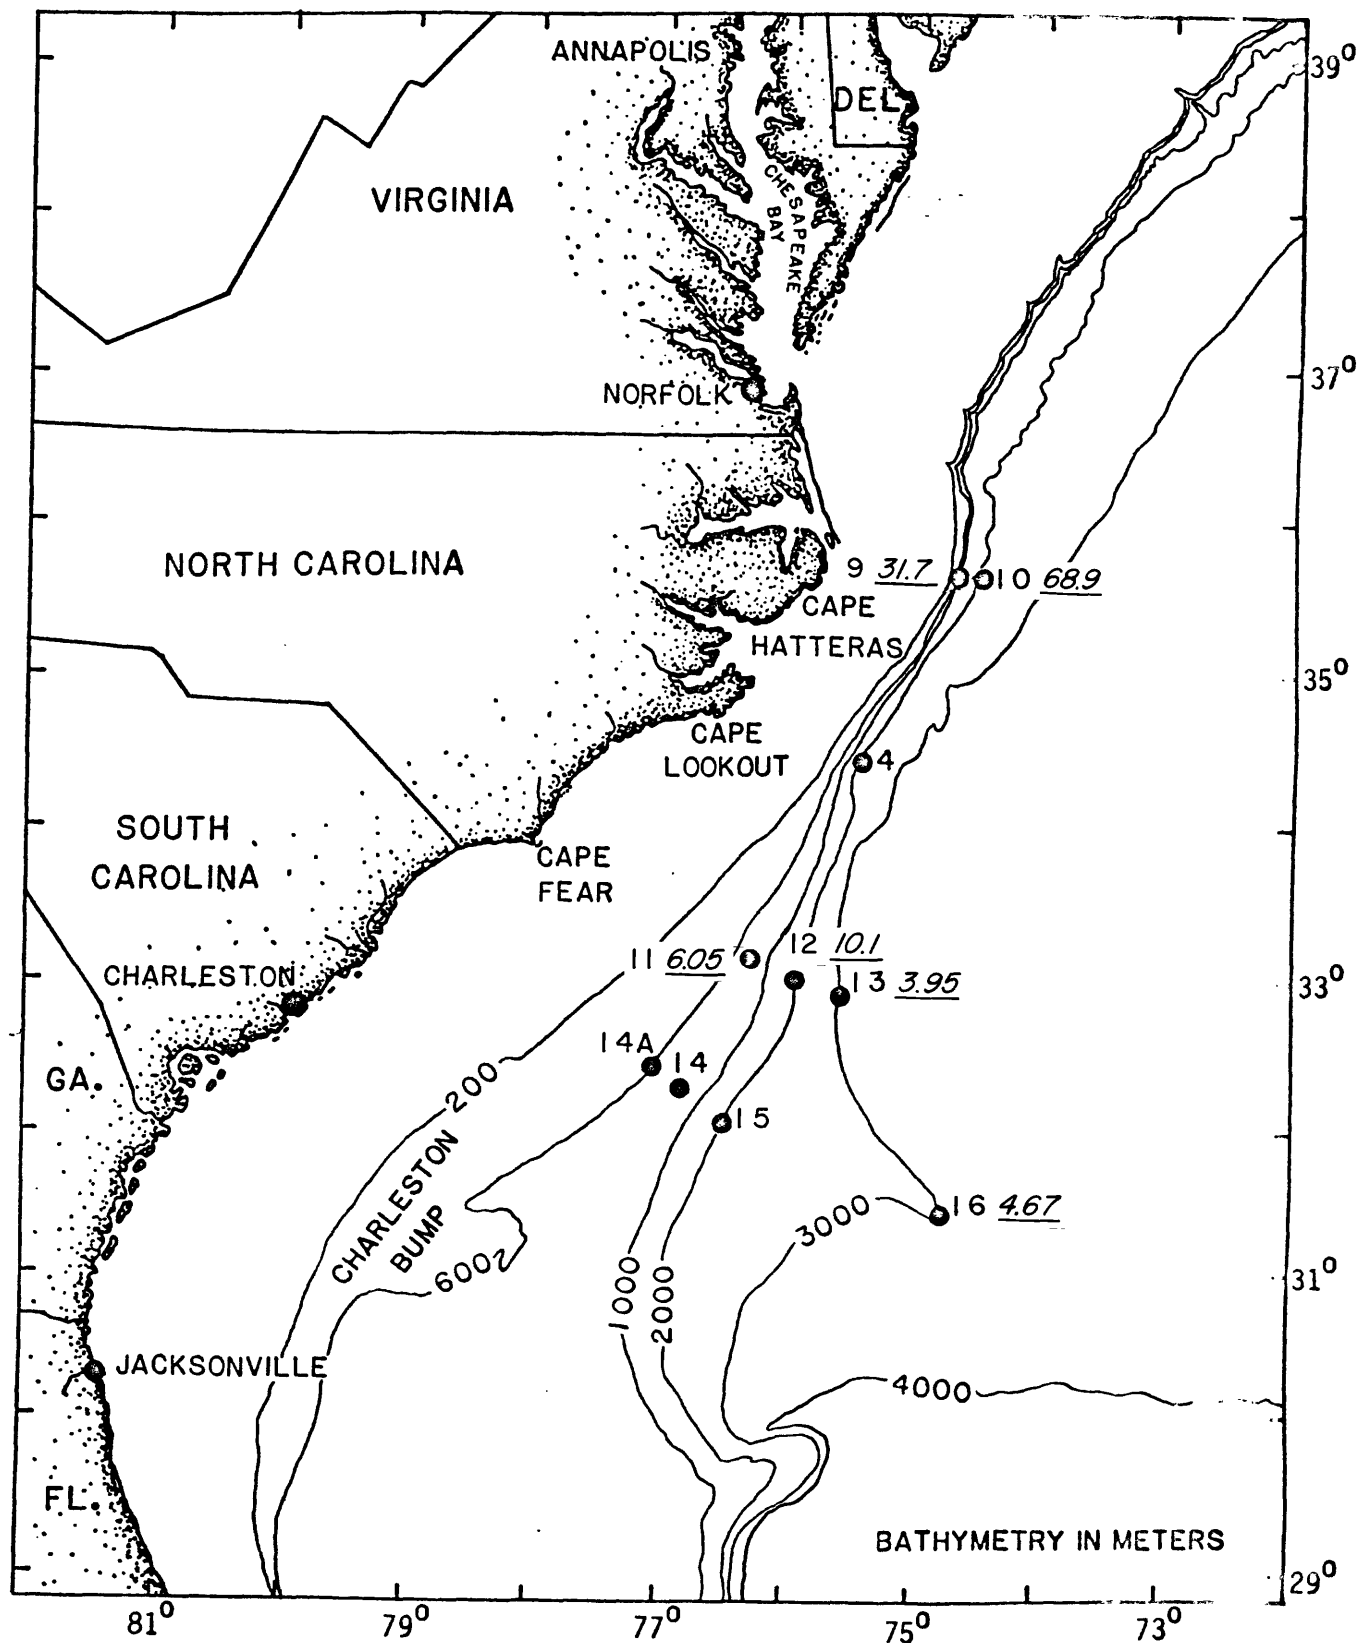 ANNAPOLIS
39°
DEL.
VIRGINIA
CHESAPEAKE
BAY
37°
NORFOLK
NORTH CAROLINA
9 31.7
10 68.9
CAPE
HATTERAS
35°
CAPE
LOOKOUT
4
SOUTH
CAROLINA
CAPE
FEAR
11 6.05
12 10.1
13 3.95
33°
CHARLESTON
14A
14
GA.
200
15
CHARLESTON
BUMP
16 4.67
3000
600
31°
1000
2000
JACKSONVILLE
4000
FL.
BATHYMETRY IN METERS
29°
81°
79°
77°
75°
73°